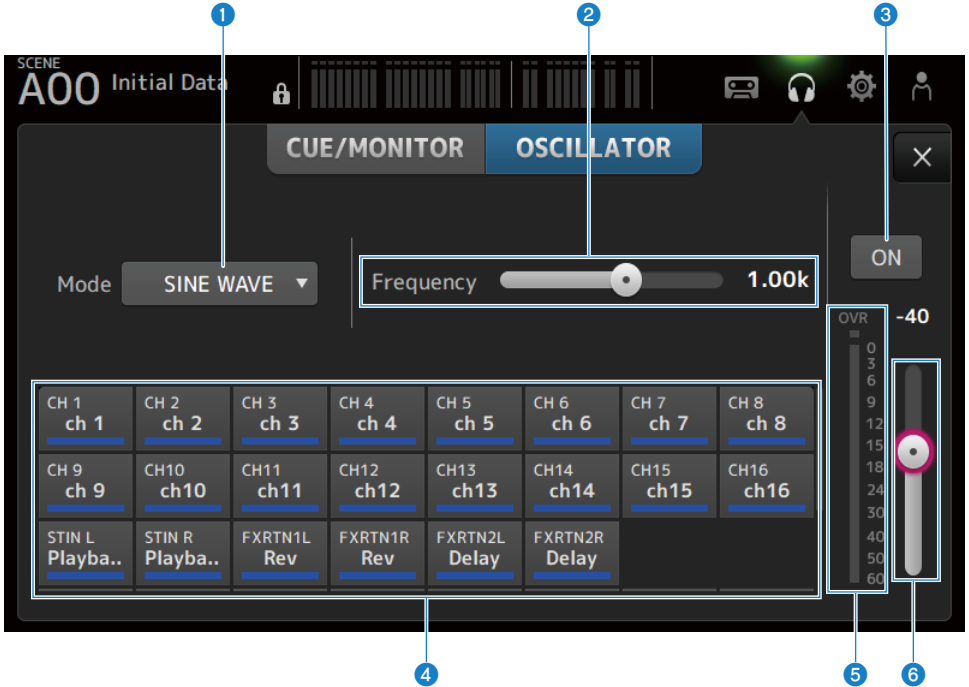 1 2 3
SCENE
A00 Initial Data
CUE/MONITOR OSCILLATOR
Mode SINE WAVE Frequency 1.00k ON
OVR -40
0
3
6
9
12
15
18
24
30
40
50
60
CH 1 CH 2 CH 3 CH 4 CH 5 CH 6 CH 7 CH 8
ch 1 ch 2 ch 3 ch 4 ch 5 ch 6 ch 7 ch 8
CH 9 CH10 CH11 CH12 CH13 CH14 CH15 CH16
ch 9 ch10 ch11 ch12 ch13 ch14 ch15 ch16
STIN L STIN R FXRTN1L FXRTN1R FXRTN2L FXRTN2R
Playba.. Playba.. Rev Rev Delay Delay
4 5 6